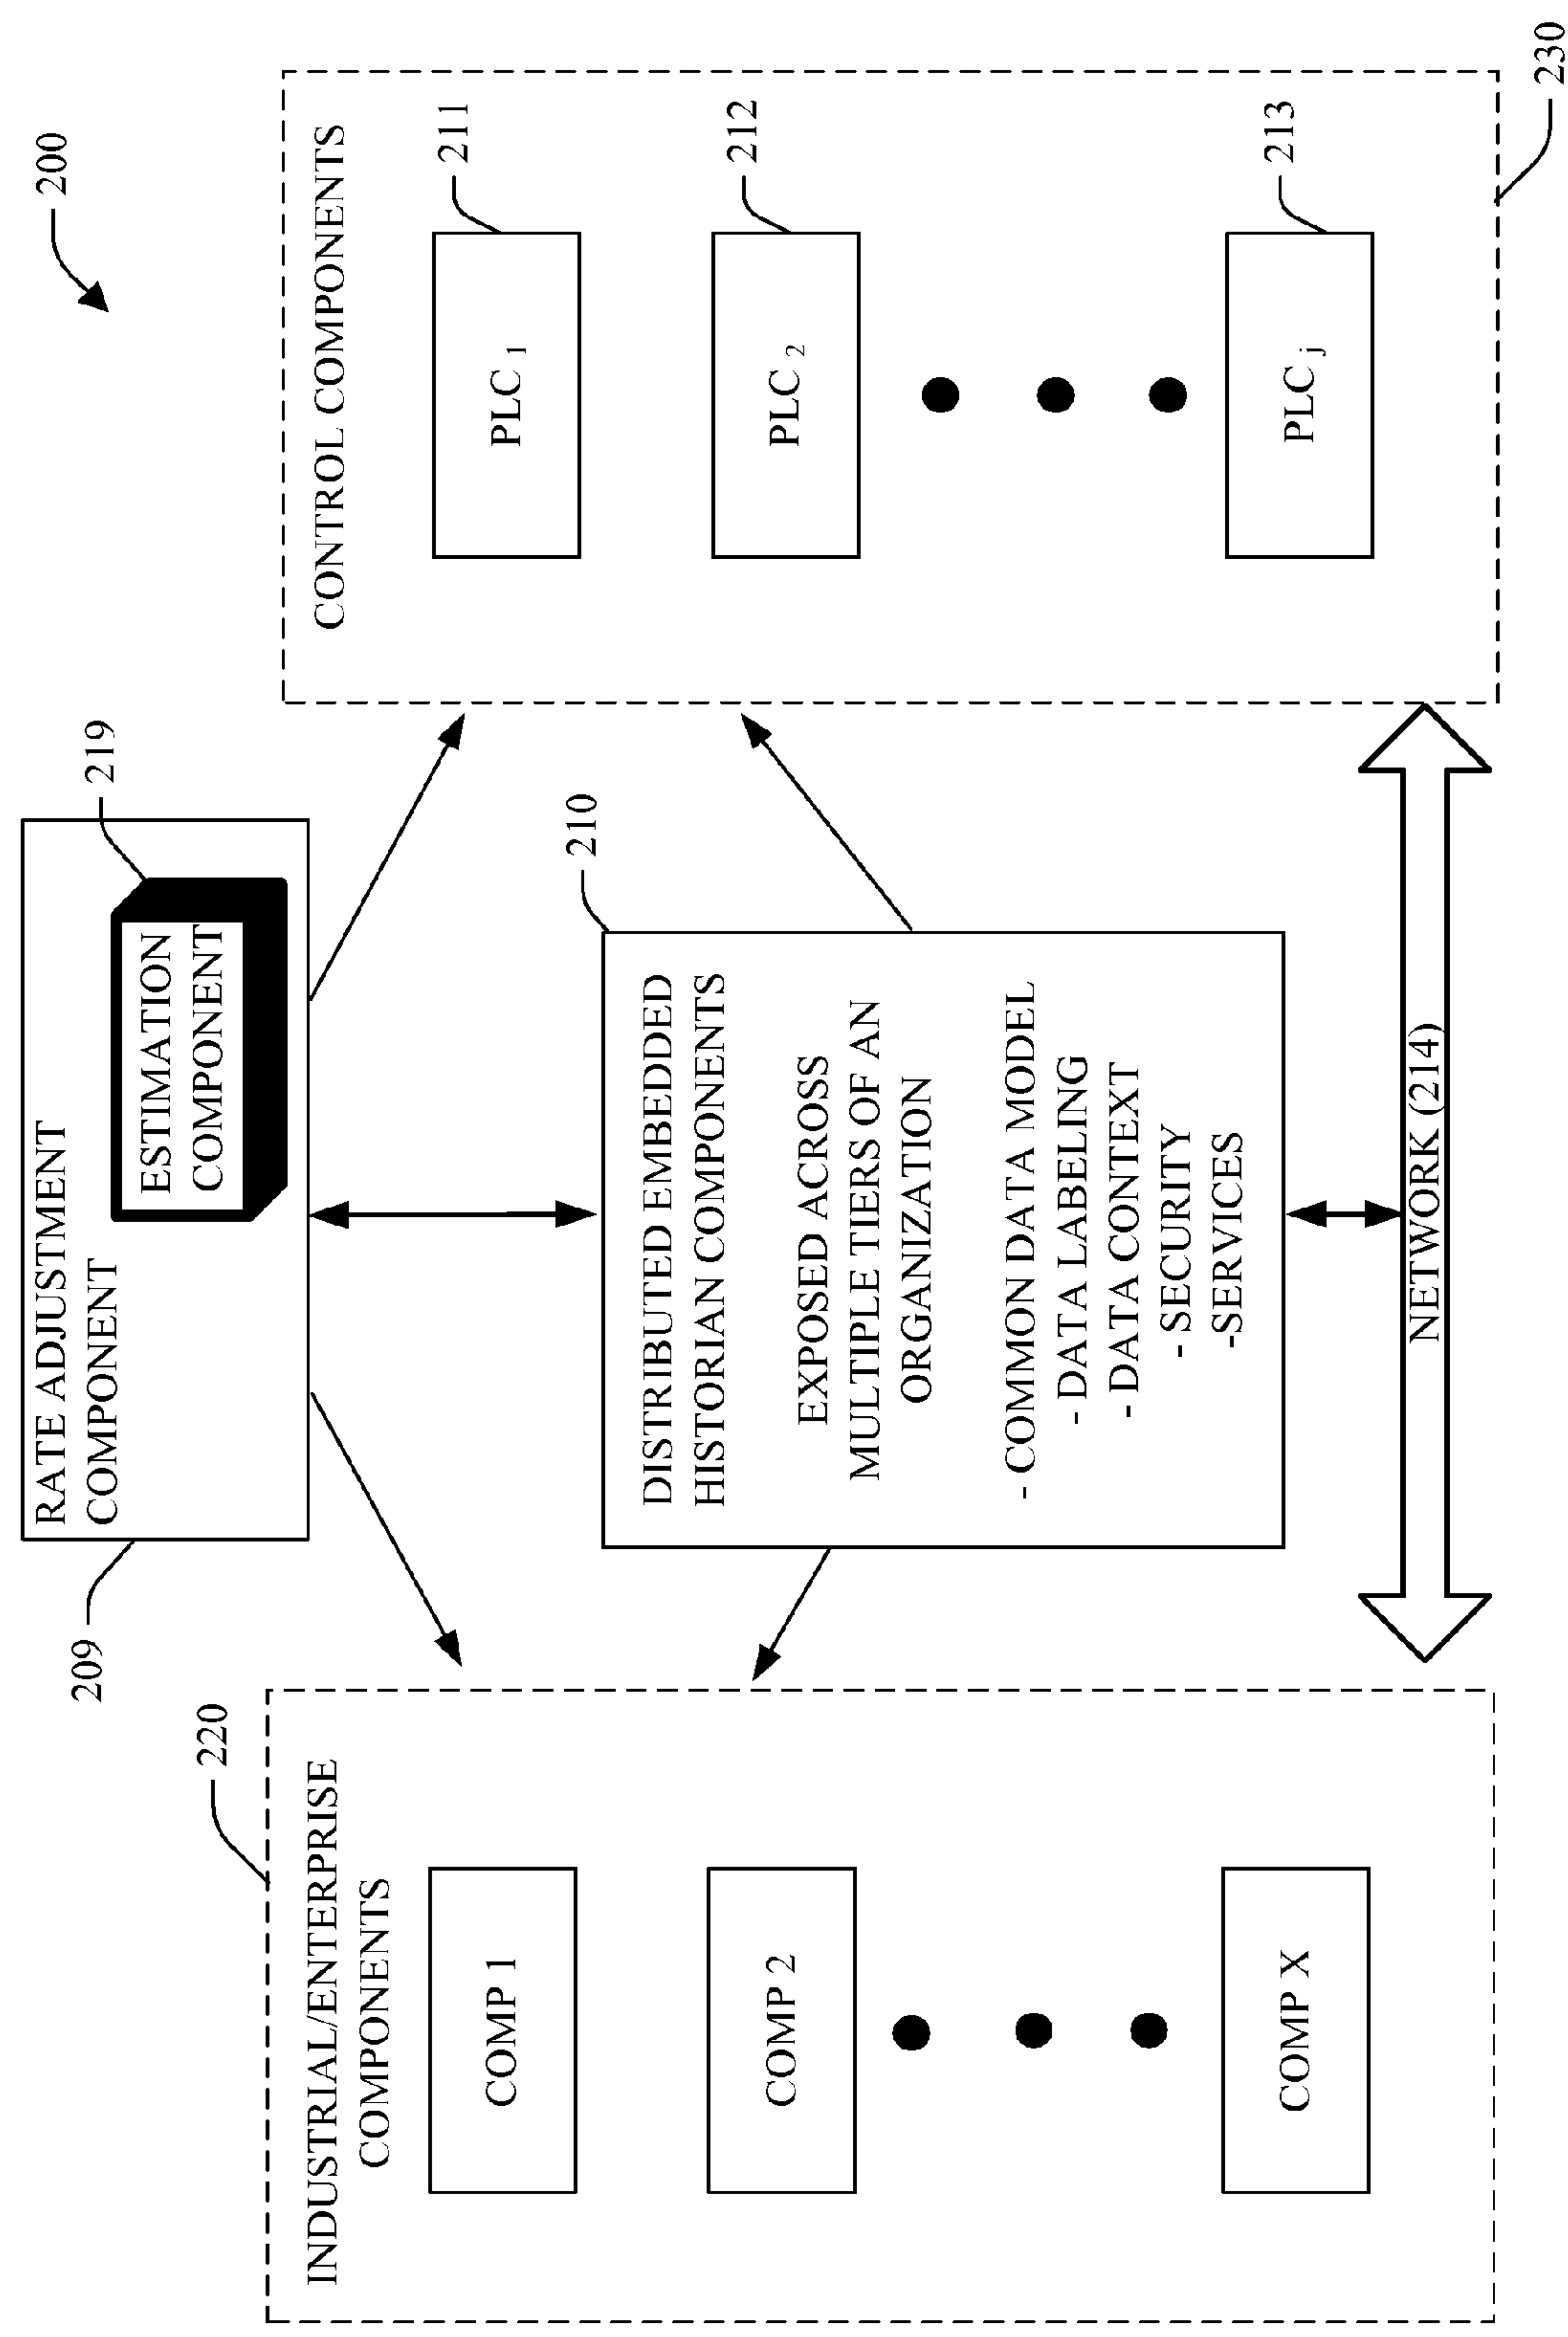 200
RATE ADJUSTMENT
COMPONENT
209
ESTIMATION
COMPONENT
219
220
INDUSTRIAL/ENTERPRISE
COMPONENTS
COMP 1
COMP 2
COMP X
210
DISTRIBUTED EMBEDDED
HISTORIAN COMPONENTS
EXPOSED ACROSS
MULTIPLE TIERS OF AN
ORGANIZATION
- COMMON DATA MODEL
- DATA LABELING
- DATA CONTEXT
- SECURITY
-SERVICES
CONTROL COMPONENTS
PLC 1
211
PLC 2
212
PLC j
213
230
NETWORK (214)